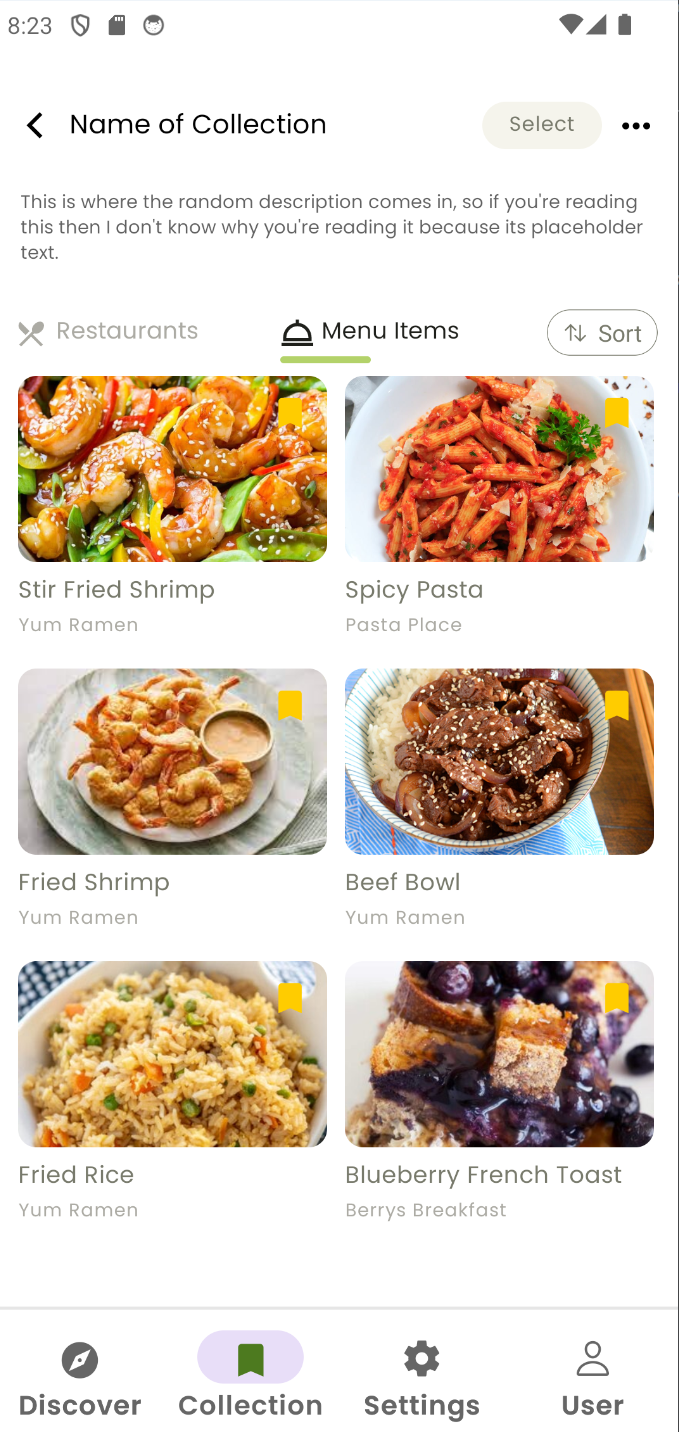 8:23
Name of Collection
Select
This is where the random description comes in, so if you're reading
this then I don't know why you're reading it because its placeholder
text.
Restaurants
Menu Items
Sort
Stir Fried Shrimp
Spicy Pasta
Yum Ramen
Pasta Place
Fried Shrimp
Beef Bowl
Yum Ramen
Yum Ramen
Fried Rice
Blueberry French Toast
Yum Ramen
Berrys Breakfast
Discover
Collection
Settings
User